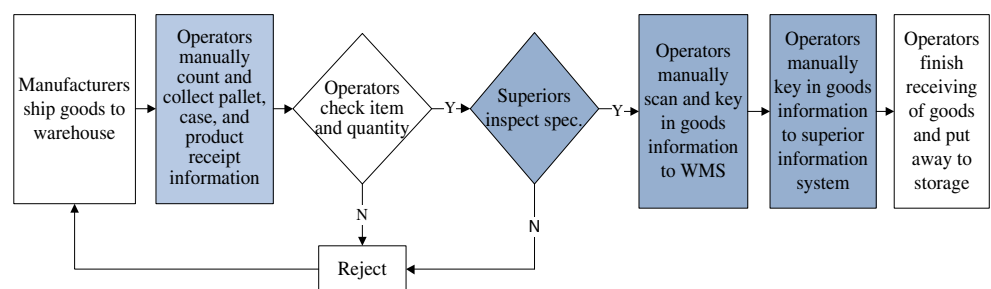 Manufacturers
ship goods to
warehouse
Operators
manually
count and
collect pallet,
case, and
product
receipt
information
Operators
check item
and quantity
Y
N
Superiors
inspect spec.
Y
N
Operators
manually
scan and key
in goods
information
to WMS
Operators
manually
key in goods
information
to superior
information
system
Operators
finish
receiving
of goods
and put
away to
storage
Reject